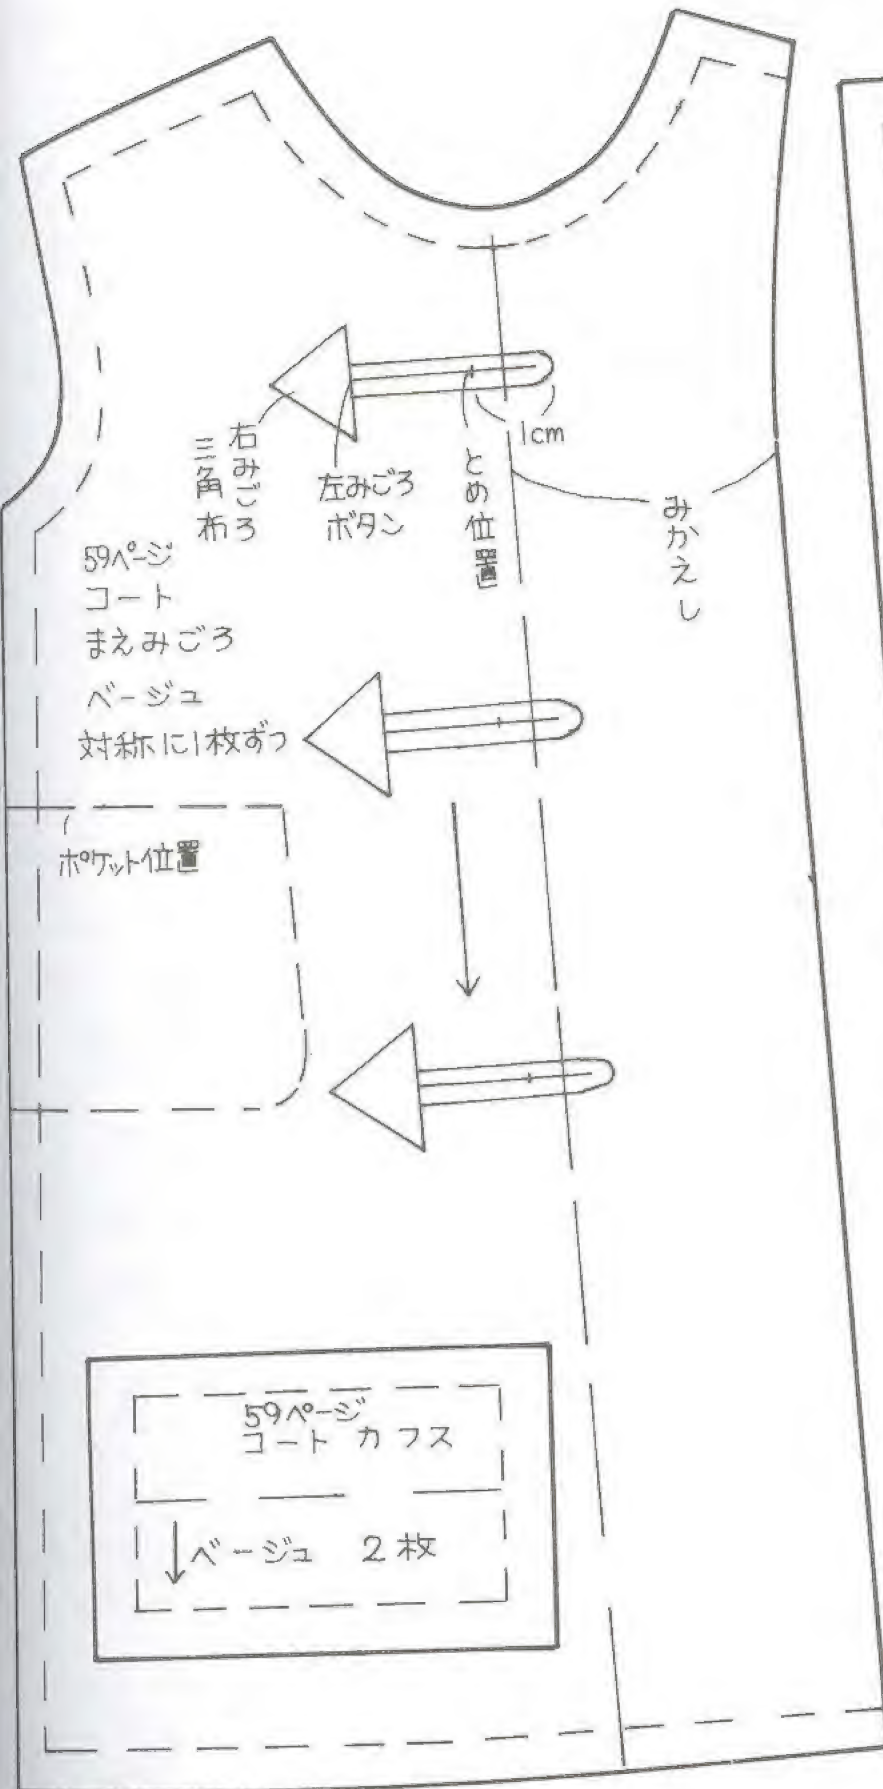 右みごろ
三角布
左みごろ
ボタン
とめ位置
1cm
みかえし
59ページ
コート
まえみごろ
ベージュ
対称に1枚ずつ
ポケット位置
59ページ
コート カフス
ベージュ 2枚